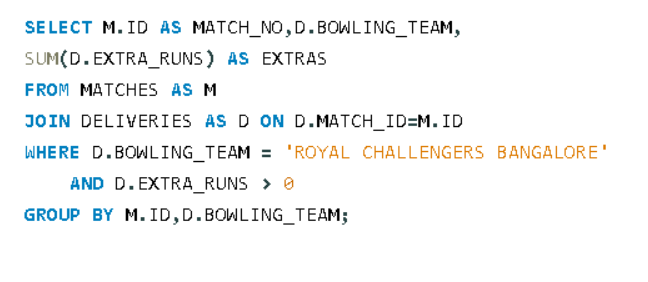 SELECT M.ID AS MATCH_NO,D.BOWLING_TEAM,
SUM(D.EXTRA_RUNS) AS EXTRAS
FROM MATCHES AS M
JOIN DELIVERIES AS D ON D.MATCH_ID=M.ID
WHERE D.BOWLING_TEAM = 'ROYAL CHALLENGERS BANGALORE'
    AND D.EXTRA_RUNS > 0
GROUP BY M.ID,D.BOWLING_TEAM;